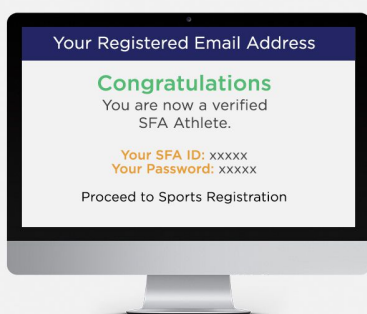 Your Registered Email Address
Congratulations
You are now a verified
SFA Athlete.
Your SFA ID: xxxxx
Your Password: xxxxx
Proceed to Sports Registration